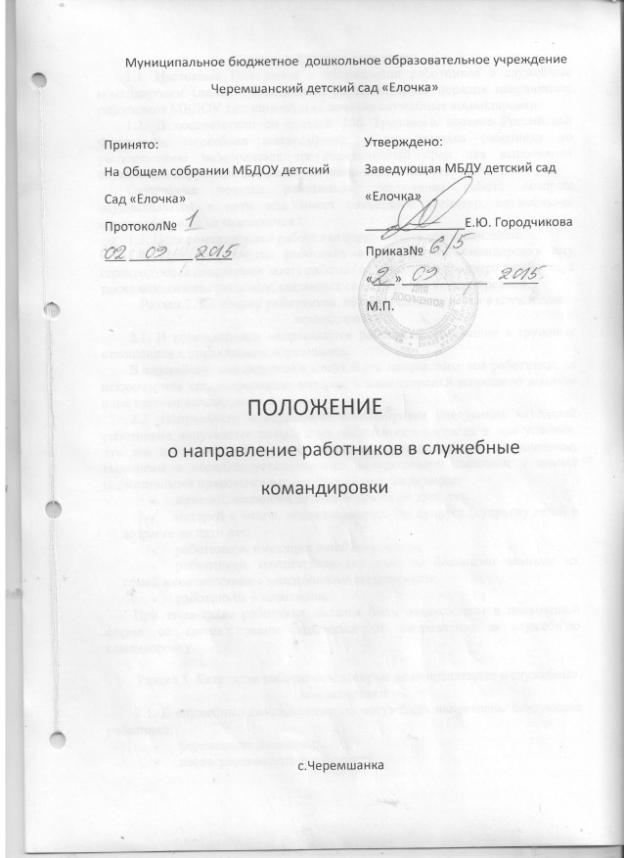 Муниципальное бюджетное дошкольное образовательное учреждение
Черемшанский детский сад «Елочка»
Принято:
На Общем собрании МБДОУ детский
Сад «Елочка»
Протокол№ 1
02 09 2015
Утверждено:
Заведующая МБДУ детский сад
«Елочка»
Е.Ю. Городчикова
Приказ№ 6/5
«2» 09 2015
М.П.
ДЛЯ
ДОКУМЕНТОВ
ПОЛОЖЕНИЕ
о направление работников в служебные
командировки
с.Черемшанка